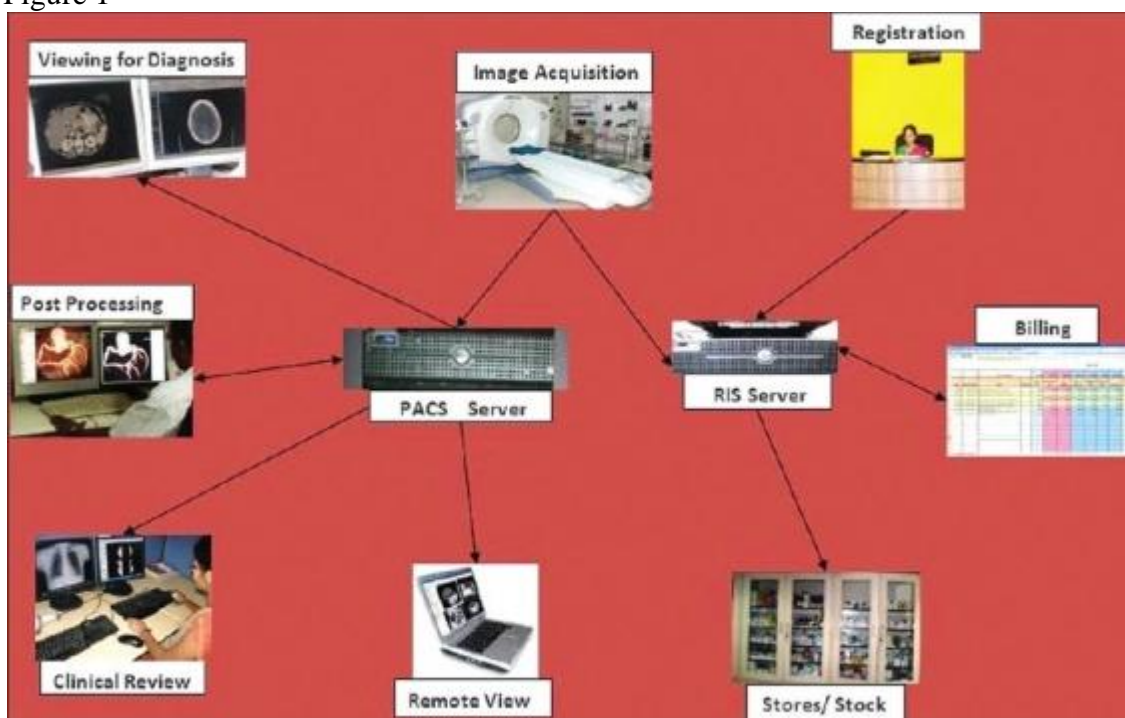 Figure 1
Viewing for Diagnosis
Image Acquisition
Registration
Post Processing
Billing
PACS Server
RIS Server
Clinical Review
Remote View
Stores/ Stock